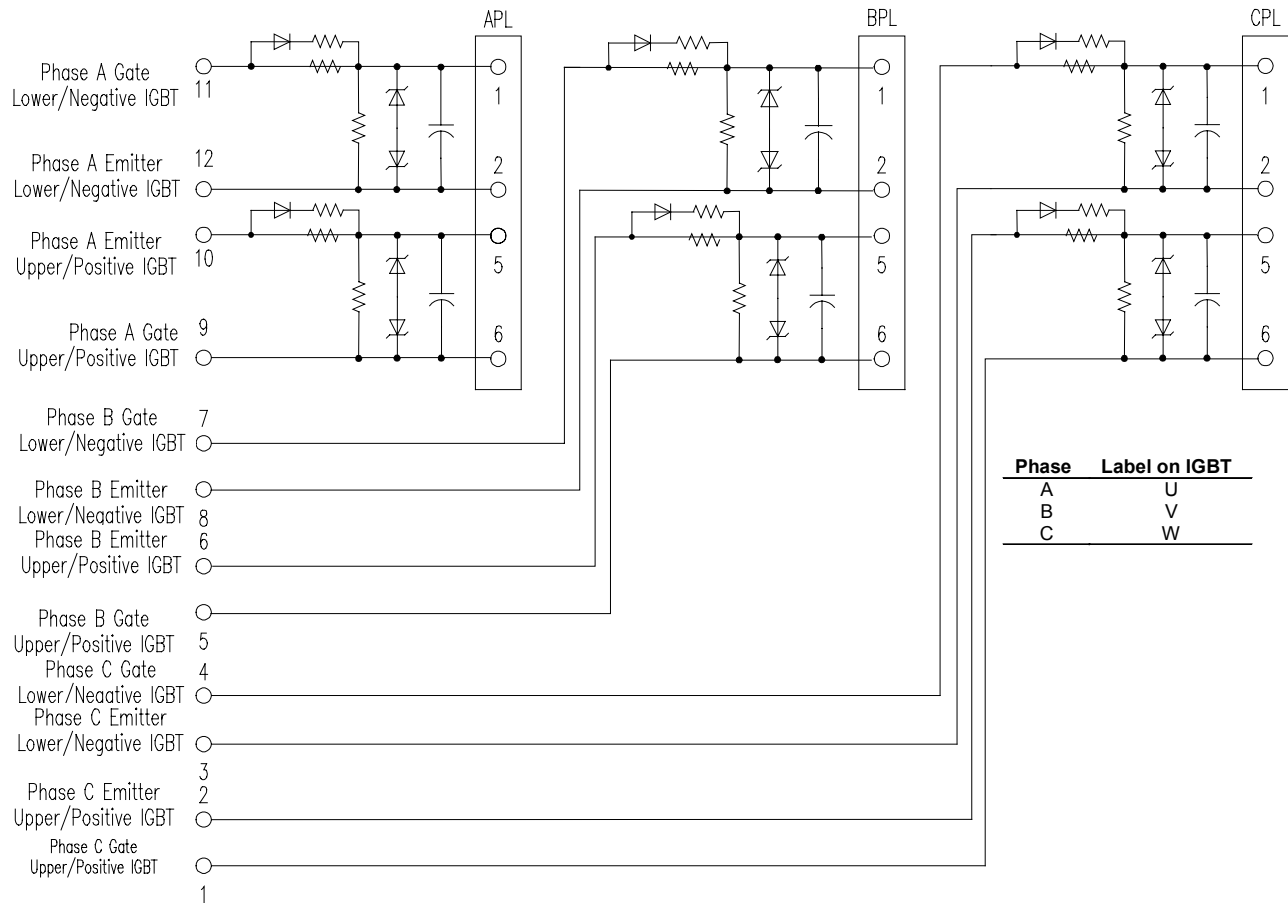 APL
BPL
CPL
Phase A Gate
Lower/Negative IGBT
11
1
1
1
Phase A Emitter
Lower/Negative IGBT
12
2
2
2
Phase A Emitter
Upper/Positive IGBT
10
5
5
5
Phase A Gate
Upper/Positive IGBT
9
6
6
6
Phase B Gate
Lower/Negative IGBT
7
Phase B Emitter
Lower/Negative IGBT
8
Phase B Emitter
Upper/Positive IGBT
6
Phase B Gate
Upper/Positive IGBT
5
Phase C Gate
Lower/Negative IGBT
4
Phase C Emitter
Lower/Negative IGBT
3
Phase C Emitter
Upper/Positive IGBT
2
Phase C Gate
Upper/Positive IGBT
1
Phase Label on IGBT
A U
B V
C W